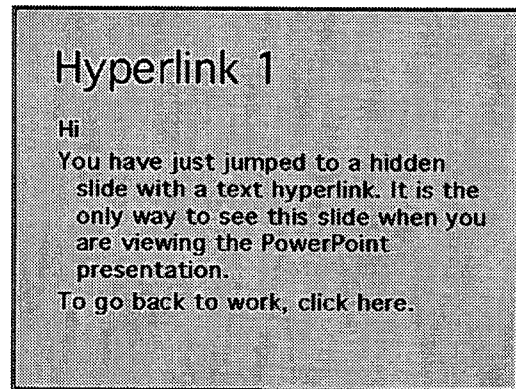 Hyperlink 1
Hi
You have just jumped to a hidden
slide with a text hyperlink. It is the
only way to see this slide when you
are viewing the PowerPoint
presentation.
To go back to work, click here.